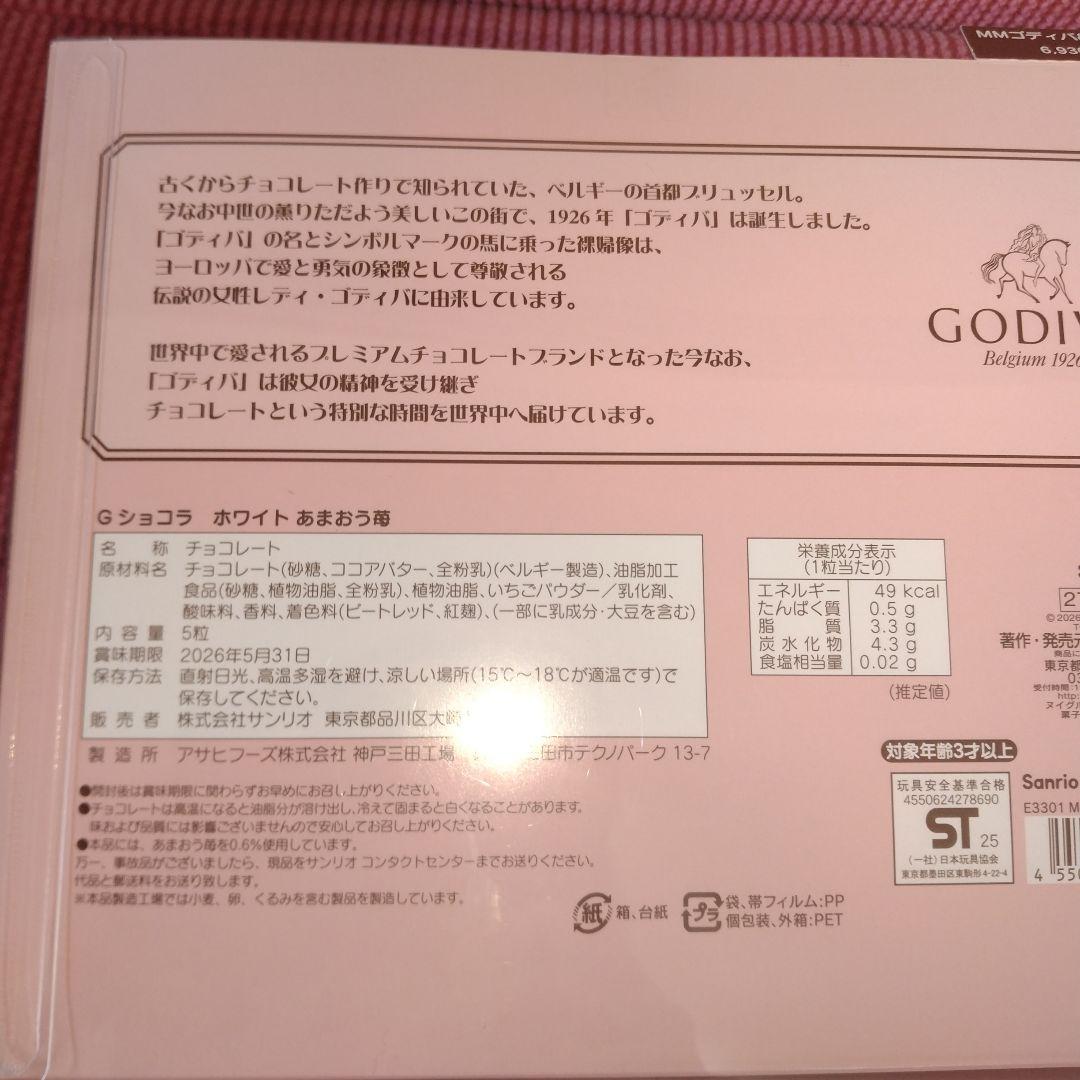 MMゴディバ
6,93
古くからチョコレート作りで知られていた、ベルギーの首都ブリュッセル。
今なお中世の薫りただよう美しいこの街で、1926年「ゴディバ」は誕生しました。
「ゴディバ」の名とシンボルマークの馬に乗った裸婦像は、
ヨーロッパで愛と勇気の象徴として尊敬される
伝説の女性レディ・ゴディバに由来しています。
世界中で愛されるプレミアムチョコレートブランドとなった今なお、
「ゴディバ」は彼女の精神を受け継ぎ
チョコレートという特別な時間を世界中へ届けています。
GODIV
Belgium 1926
Gショコラ ホワイト あまおう苺
名称 チョコレート
原材料名 チョコレート(砂糖、ココアバター、全粉乳)(ベルギー製造)、油脂加工
食品(砂糖、植物油脂、全粉乳)、植物油脂、いちごパウダー／乳化剤、
酸味料、香料、着色料(ビートレッド、紅麹)、(一部に乳成分・大豆を含む)
内容量 5粒
賞味期限 2026年5月31日
保存方法 直射日光、高温多湿を避け、涼しい場所(15℃～18℃が適温です)で
保存してください。
販売者 株式会社サンリオ 東京都品川区大崎
製造所 アサヒフーズ株式会社 神戸三田工場 三田市テクノパーク 13-7
栄養成分表示
(1粒当たり)
エネルギー 49 kcal
たんぱく質 0.5 g
脂質 3.3 g
炭水化物 4.3 g
食塩相当量 0.02 g
(推定値)
●開封後は賞味期限に関わらずお早めにお召し上がりください。
●チョコレートは高温になると油脂分が溶け出し、冷えて固まると白くなることがあります。
味および品質には影響ございませんので安心してお召し上がりください。
●本品には、あまおう苺を0.6%使用しています。
万一、事故品がございましたら、現品をサンリオ コンタクトセンターまでお送りください。
代品と郵送料をお送り致します。
※本品製造工場では小麦、卵、くるみを含む製品を製造しています。
紙 箱、台紙
プラ 袋、帯フィルム:PP
個包装、外箱:PET
©2026
著作・発売元
商品に
東京都
03
受付時間:1
http:
ヌイグル
菓子
対象年齢3才以上
玩具安全基準合格
4550624278690
ST 25
(一社)日本玩具協会
東京都墨田区東駒形4-22-4
Sanrio
E3301 M
4 550